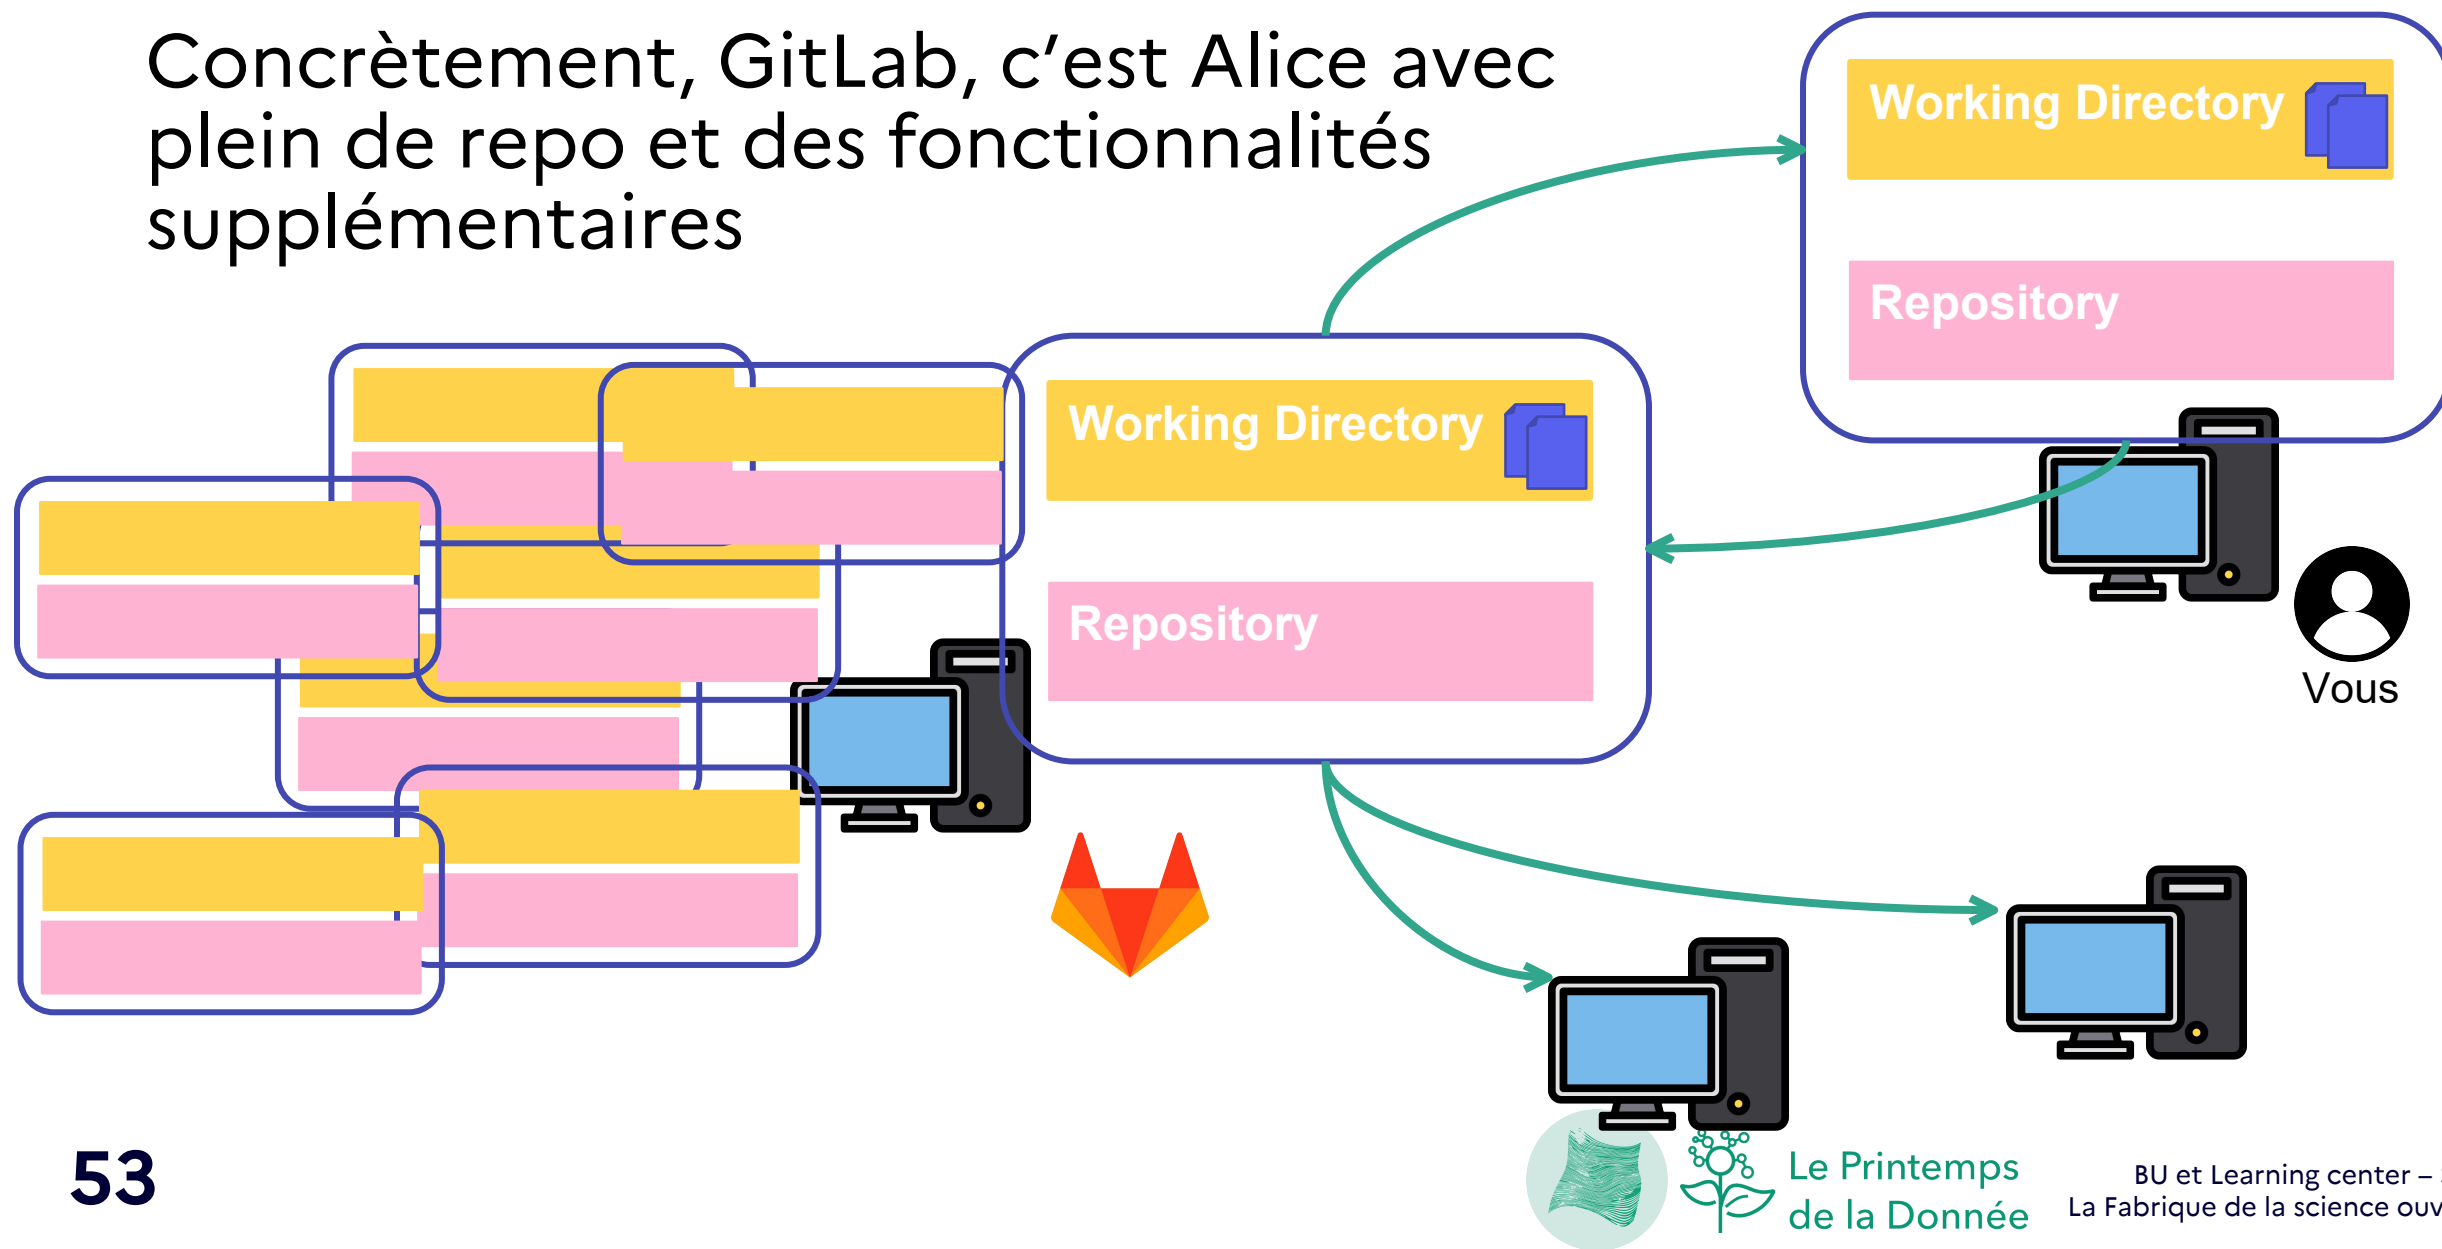 Concrètement, GitLab, c’est Alice avec
plein de repo et des fonctionnalités
supplémentaires
Working Directory
Repository
Working Directory
Repository
Vous
53
Le Printemps
de la Donnée
BU et Learning center –
La Fabrique de la science